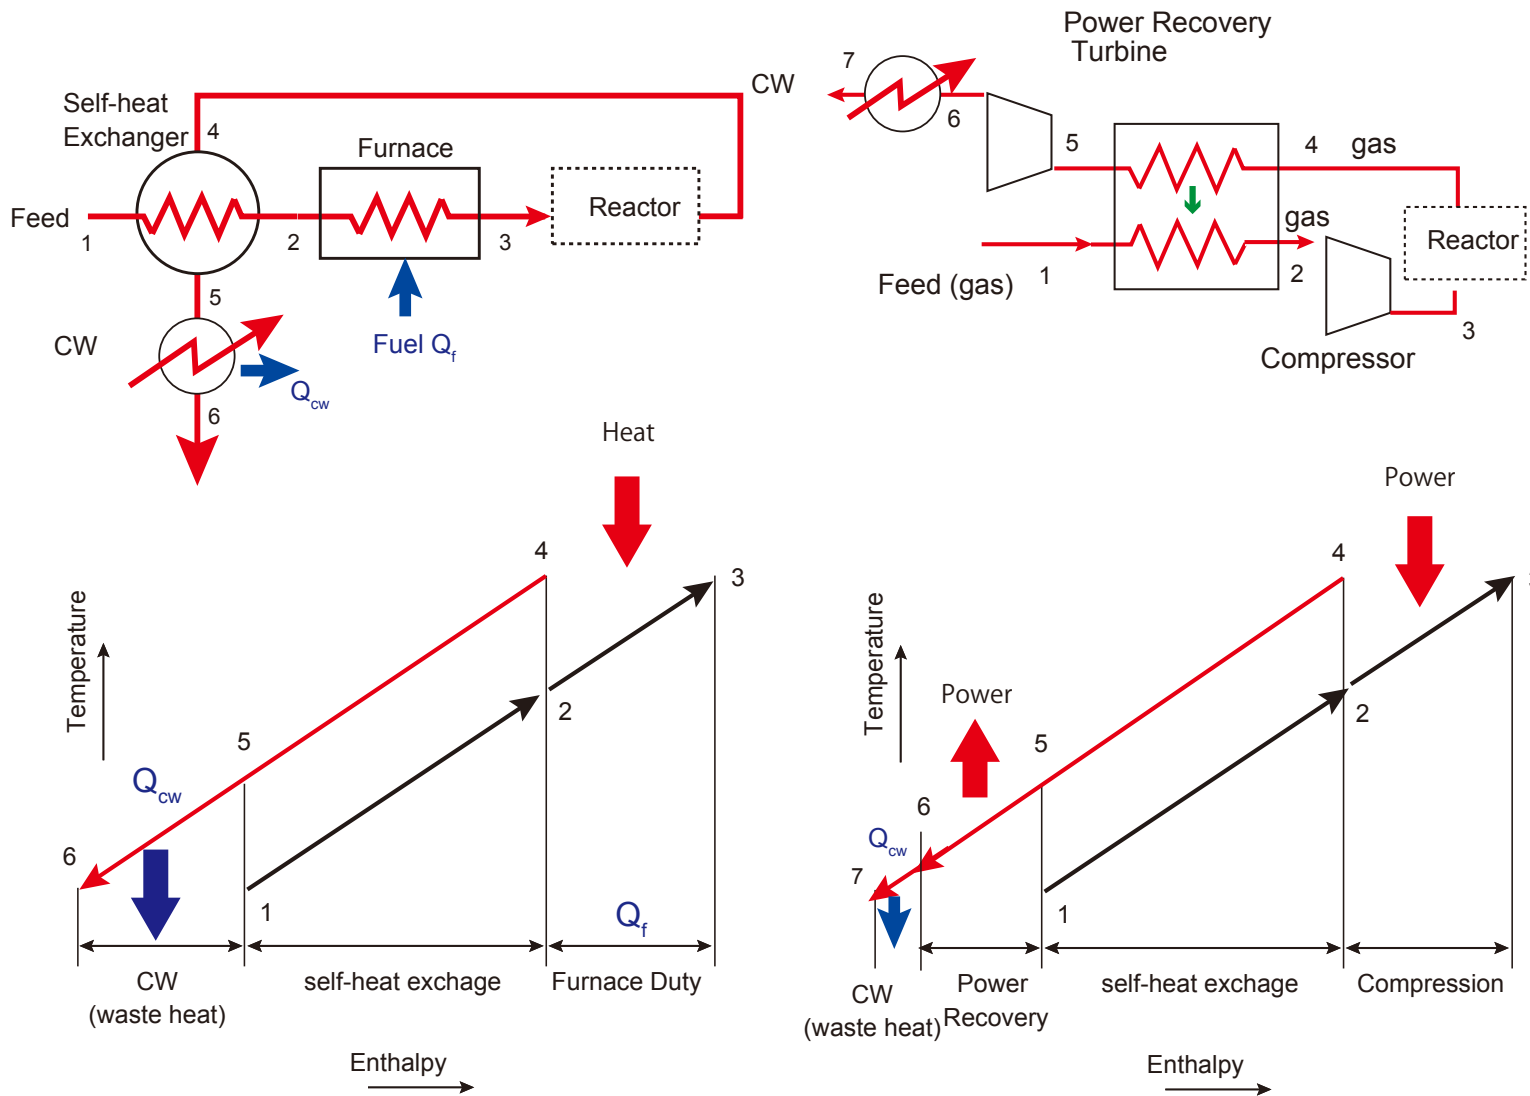 Self-heat
Exchanger
4
Furnace
Feed
1
2
3
Reactor
5
CW
Fuel Qf
Qcw
6
Power Recovery
Turbine
CW
7
6
5
4
gas
gas
Reactor
Feed (gas)
1
2
3
Compressor
Heat
Temperature
4
3
2
5
Qcw
6
1
Qf
CW
(waste heat)
self-heat exchage
Furnace Duty
Enthalpy
Power
Temperature
Power
4
2
5
6
Qcw
7
1
CW
(waste heat)
Power
Recovery
self-heat exchage
Compression
Enthalpy